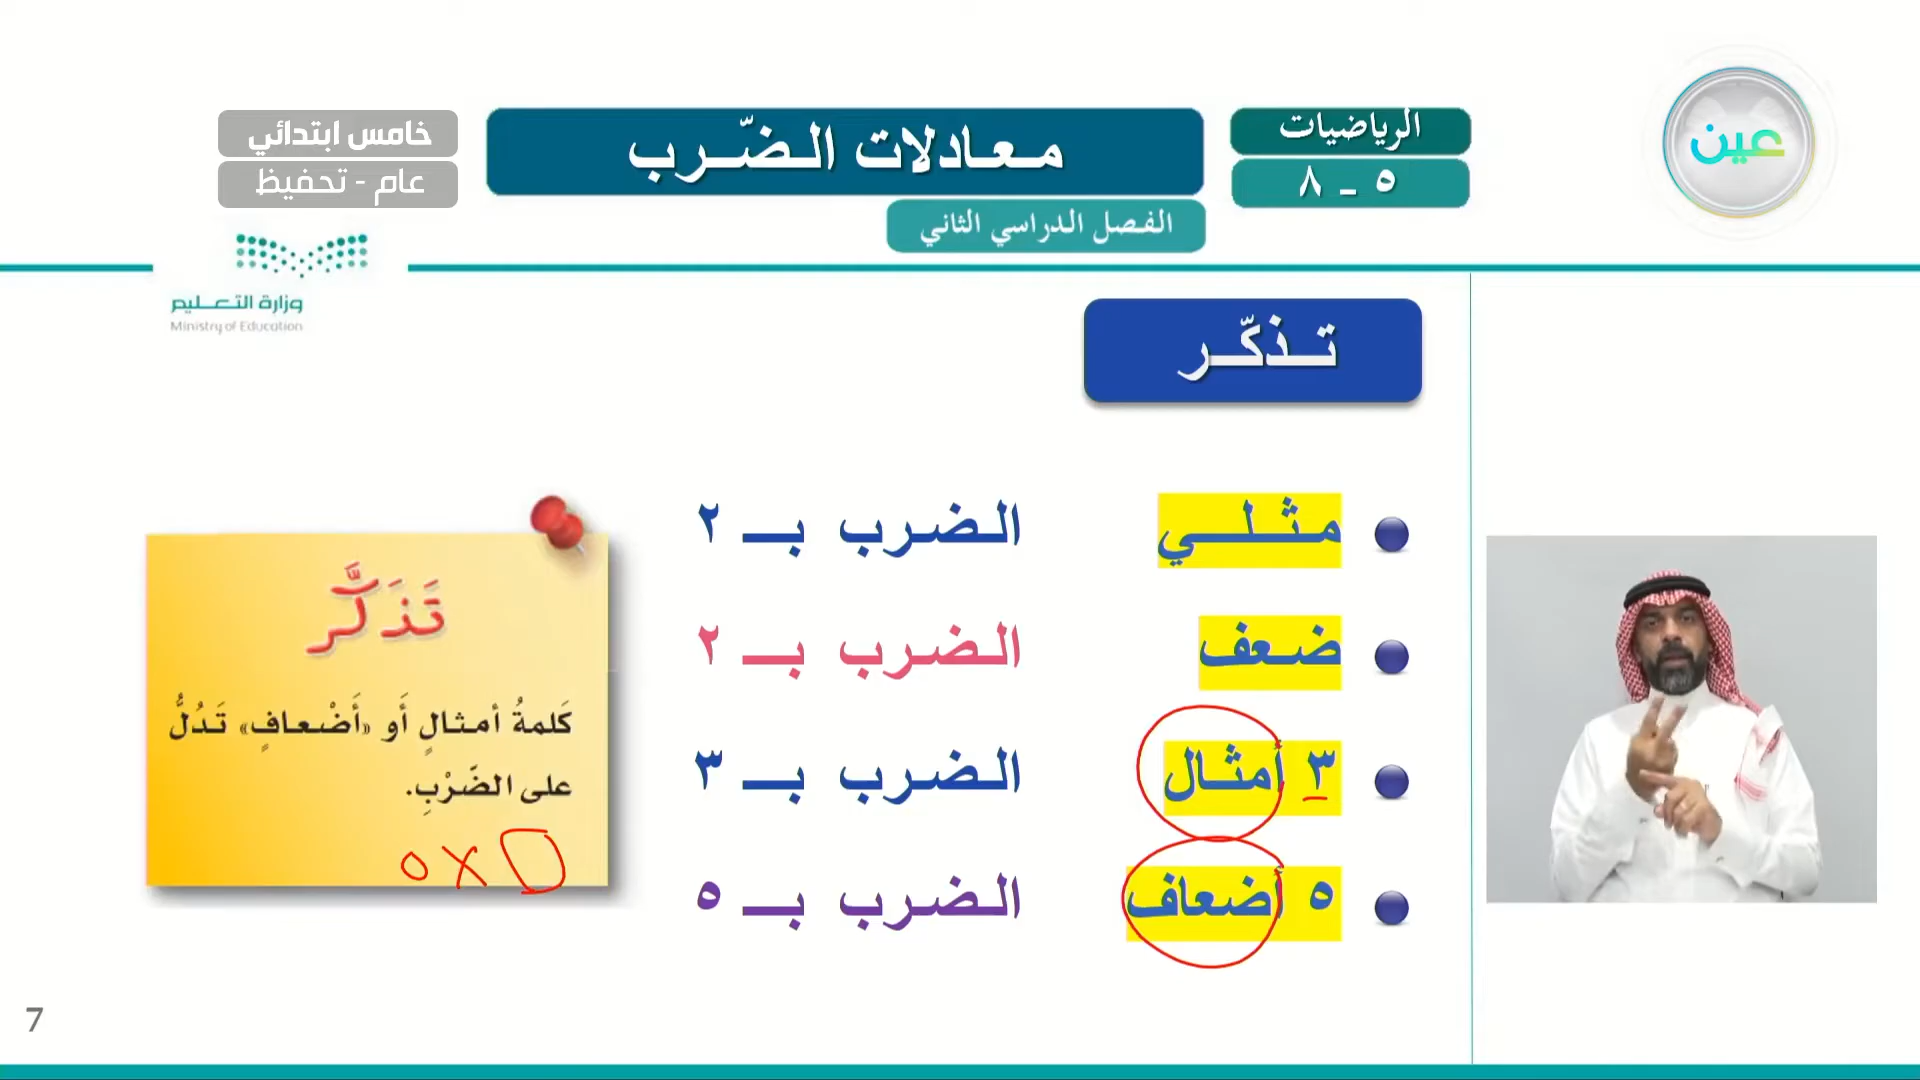 عين
الرياضيات
٥ - ٨
معادلات الضّرب
الفصل الدراسي الثاني
خامس ابتدائي
عام - تحفيظ
وزارة التعليم
Ministry of Education
تذكّر
مثلي الضرب بـ ٢
ضعف الضرب بـ ٢
٣ أمثال الضرب بـ ٣
٥ أضعاف الضرب بـ ٥
تَذَكَّر
كَلمةُ أمثالٍ أَو «أَضْعافٍ» تَدُلُّ
على الضَّرْبِ.
□ × ٥
7